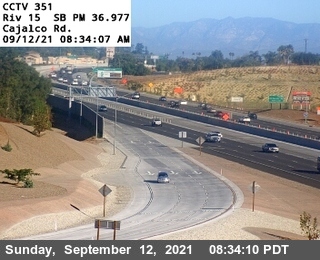 CCTV 351
Riv 15 SB PM 36.977
Cajalco Rd.
09/12/21 08:34:07 AM
Sunday, September 12, 2021 08:34:10 PDT